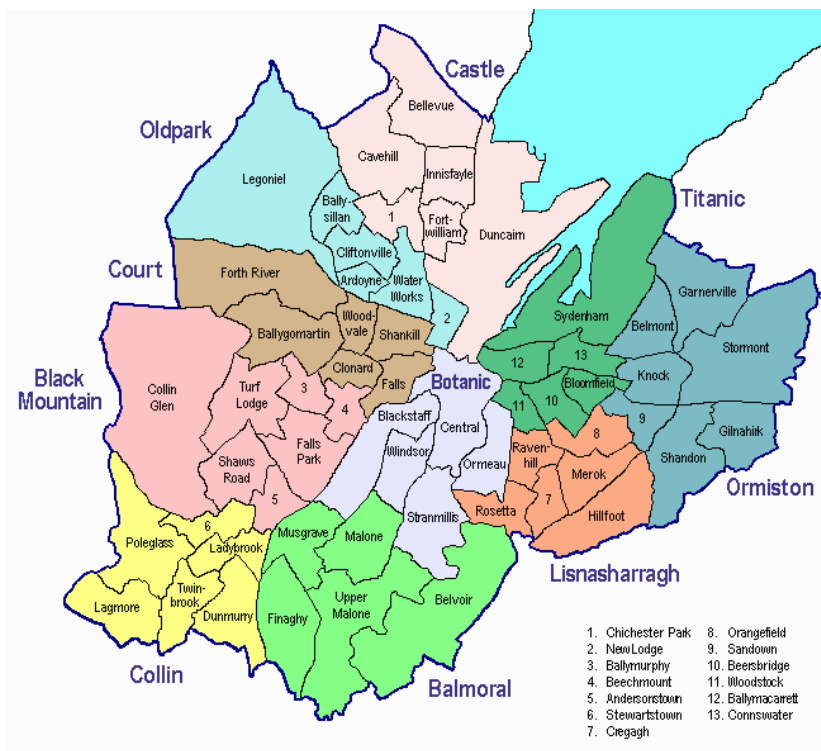 Castle
Bellevue
Oldpark
Cavehill
Innisfayle
Legoniel
Titanic
Bally-
sillan
1
Fort-
william
Duncairn
Cliftonville
Court
Forth River
Ardoyne
Water
Works
Garnerville
Sydenham
Belmont
2
Wood-
vale
Shankill
Ballygomartin
Stormont
12
13
Clonard
Knock
Black
Mountain
Collin
Glen
Turf
Lodge
3
Falls
Botanic
Bloomfield
4
11
10
Blackstaff
Central
9
Gilnahirk
8
Falls
Park
Windsor
Ormeau
Raven-
hill
Shandon
Merok
Shaws
Road
Ormiston
5
7
Rosetta
Hillfoot
Stranmillis
6
Musgrave
Malone
Poleglass
Ladybrook
Lisnasharragh
Twin-
brook
Upper
Malone
Belvoir
Lagmore
Dunmurry
Finaghy
Collin
Balmoral
1. Chichester Park
2. New Lodge
3. Ballymurphy
4. Beechmount
5. Andersonstown
6. Stewartstown
7. Cregagh
8. Orangefield
9. Sandown
10. Beersbridge
11. Woodstock
12. Ballymacarrett
13. Connswater